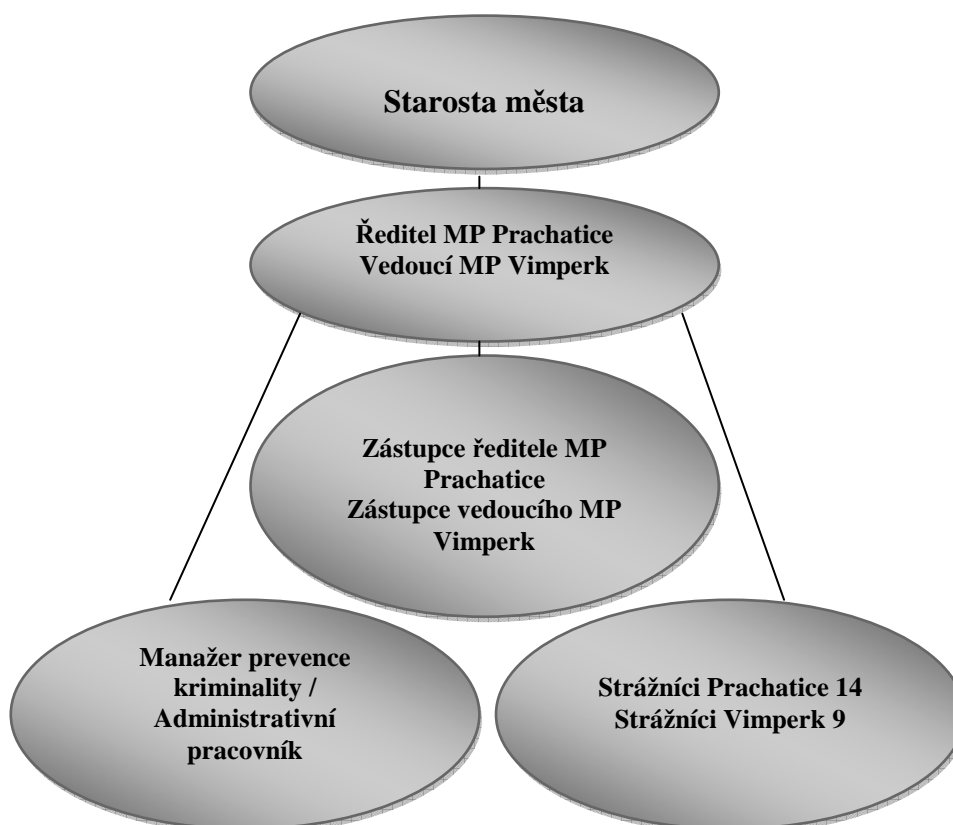 Starosta města
Ředitel MP Prachatice
Vedoucí MP Vimperk
Zástupce ředitele MP
Prachatice
Zástupce vedoucího MP
Vimperk
Manažer prevence
kriminality /
Administrativní
pracovník
Strážníci Prachatice 14
Strážníci Vimperk 9